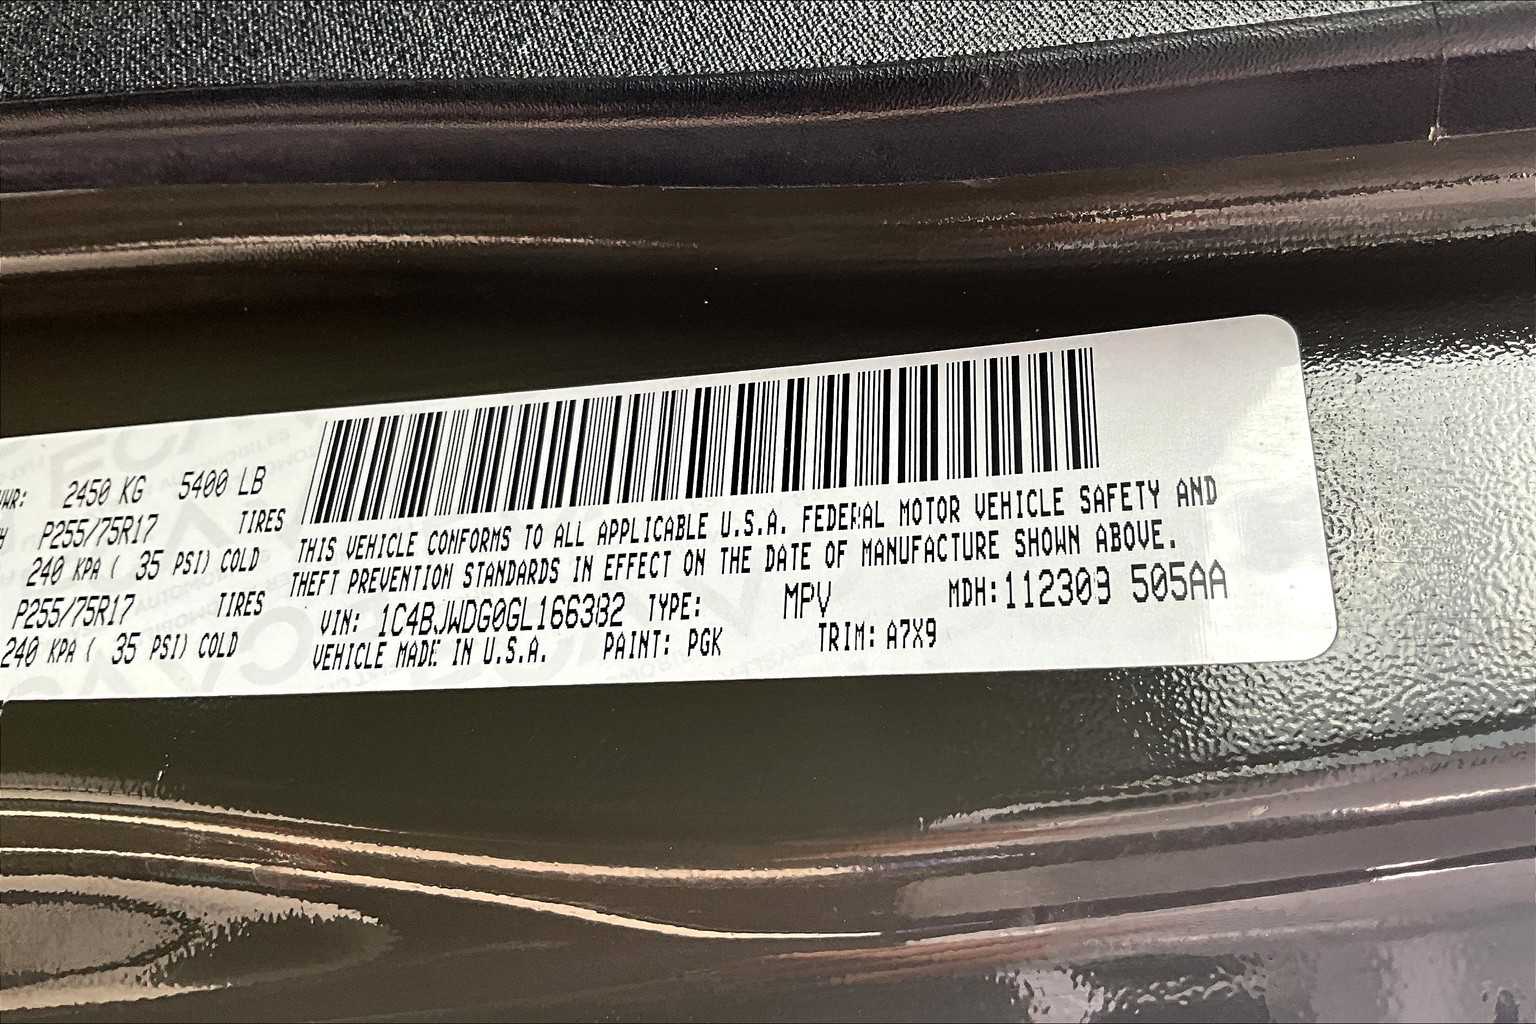 WR: 2450 KG 5400 LB
P255/75R17 TIRES
240 KPA ( 35 PSI) COLD
P255/75R17 TIRES
240 KPA ( 35 PSI) COLD
THIS VEHICLE CONFORMS TO ALL APPLICABLE U.S.A. FEDERAL MOTOR VEHICLE SAFETY AND
THEFT PREVENTION STANDARDS IN EFFECT ON THE DATE OF MANUFACTURE SHOWN ABOVE.
VIN: 1C4BJWDG0GL166382 TYPE: MPV MDH: 112309 505AA
VEHICLE MADE IN U.S.A. PAINT: PGK TRIM: A7X9